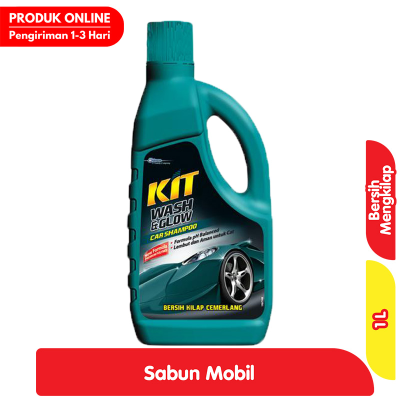 PRODUK ONLINE
Pengiriman 1-3 Hari
KIT
WASH
& GLOW
CAR SHAMPOO
• Formula pH Balanced
• Lembut dan Aman untuk Cat
BERSIH KILAP CEMERLANG
Bersih
Mengkilap
1L
Sabun Mobil